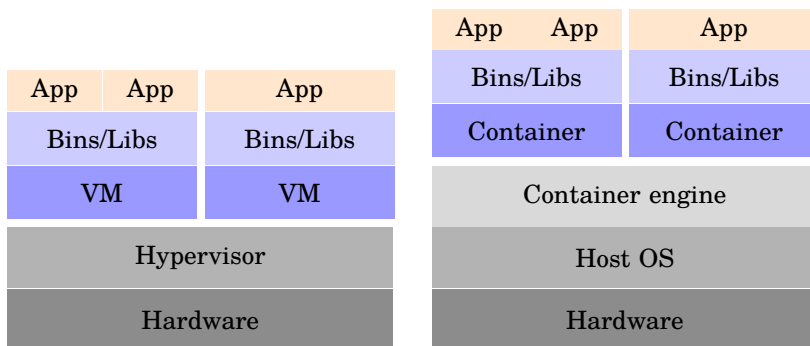 App App App
Bins/Libs Bins/Libs
VM VM
Hypervisor
Hardware
App App App
Bins/Libs Bins/Libs
Container Container
Container engine
Host OS
Hardware